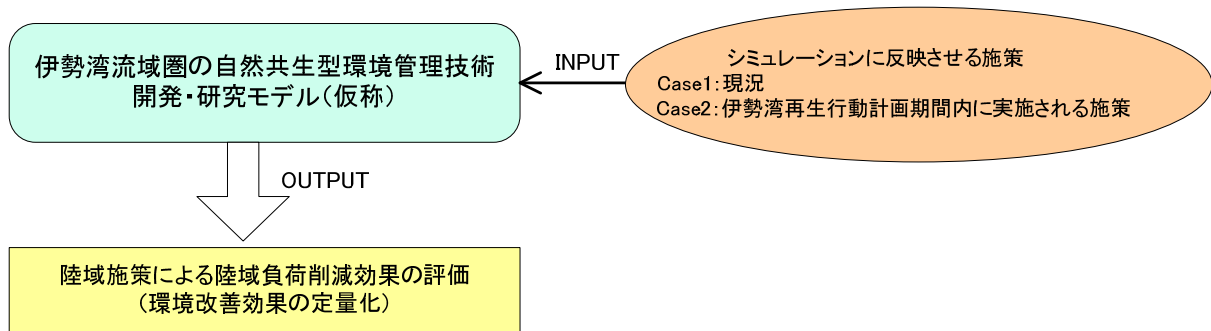 伊勢湾流域圏の自然共生型環境管理技術
開発・研究モデル（仮称）
INPUT
シミュレーションに反映させる施策
Case1：現況
Case2：伊勢湾再生行動計画期間内に実施される施策
OUTPUT
陸域施策による陸域負荷削減効果の評価
（環境改善効果の定量化）